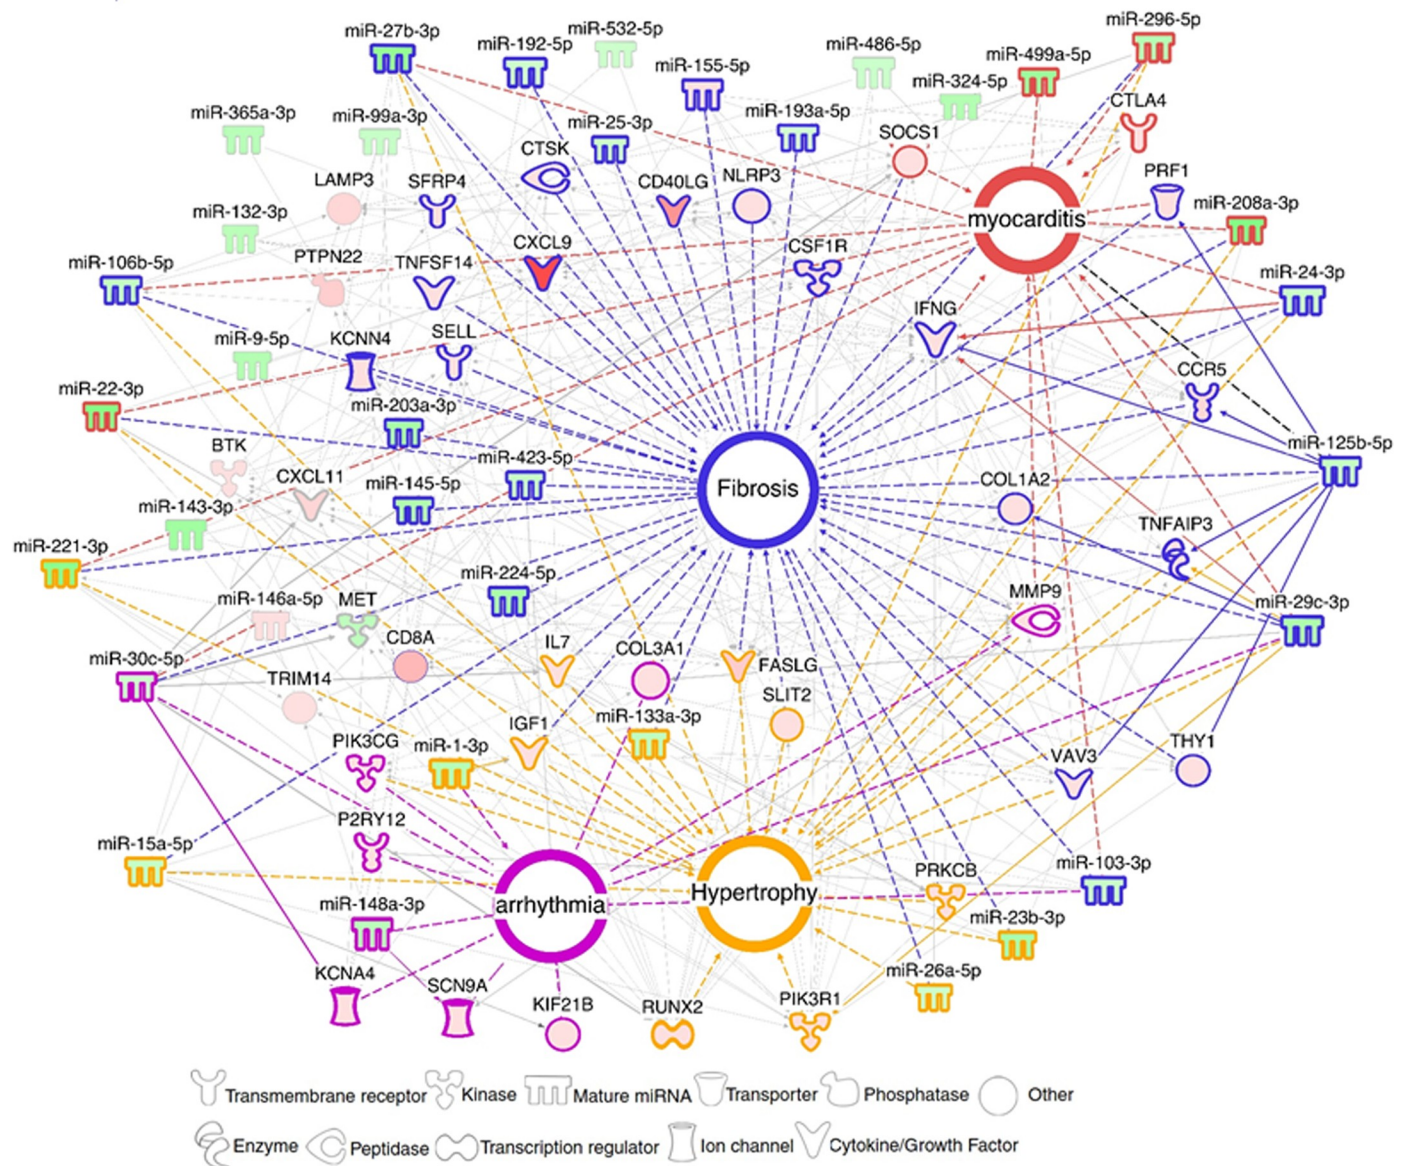 miR-296-5p
miR-27b-3p
miR-532-5p
miR-192-5p
miR-486-5p
miR-499a-5p
miR-155-5p
miR-324-5p
CTLA4
miR-365a-3p
miR-99a-3p
miR-193a-5p
miR-25-3p
SOCS1
CTSK
PRF1
LAMP3
SFRP4
CD40LG
NLRP3
miR-208a-3p
miR-132-3p
myocarditis
CXCL9
CSF1R
PTPN22
TNFSF14
miR-106b-5p
miR-24-3p
IFNG
miR-9-5p
KCNN4
SELL
CCR5
miR-22-3p
miR-203a-3p
BTK
miR-125b-5p
miR-423-5p
CXCL11
miR-145-5p
Fibrosis
COL1A2
miR-143-3p
TNFAIP3
miR-221-3p
miR-224-5p
miR-146a-5p
MET
MMP9
miR-29c-3p
CD8A
IL7
COL3A1
miR-30c-5p
FASLG
TRIM14
SLIT2
IGF1
miR-133a-3p
PIK3CG
miR-1-3p
VAV3
THY1
P2RY12
miR-15a-5p
miR-103-3p
PRKCB
Hypertrophy
arrhythmia
miR-148a-3p
miR-23b-3p
miR-26a-5p
KCNA4
SCN9A
KIF21B
RUNX2
PIK3R1
Transmembrane receptor
Kinase
Mature miRNA
Transporter
Phosphatase
Other
Enzyme
Peptidase
Transcription regulator
Ion channel
Cytokine/Growth Factor